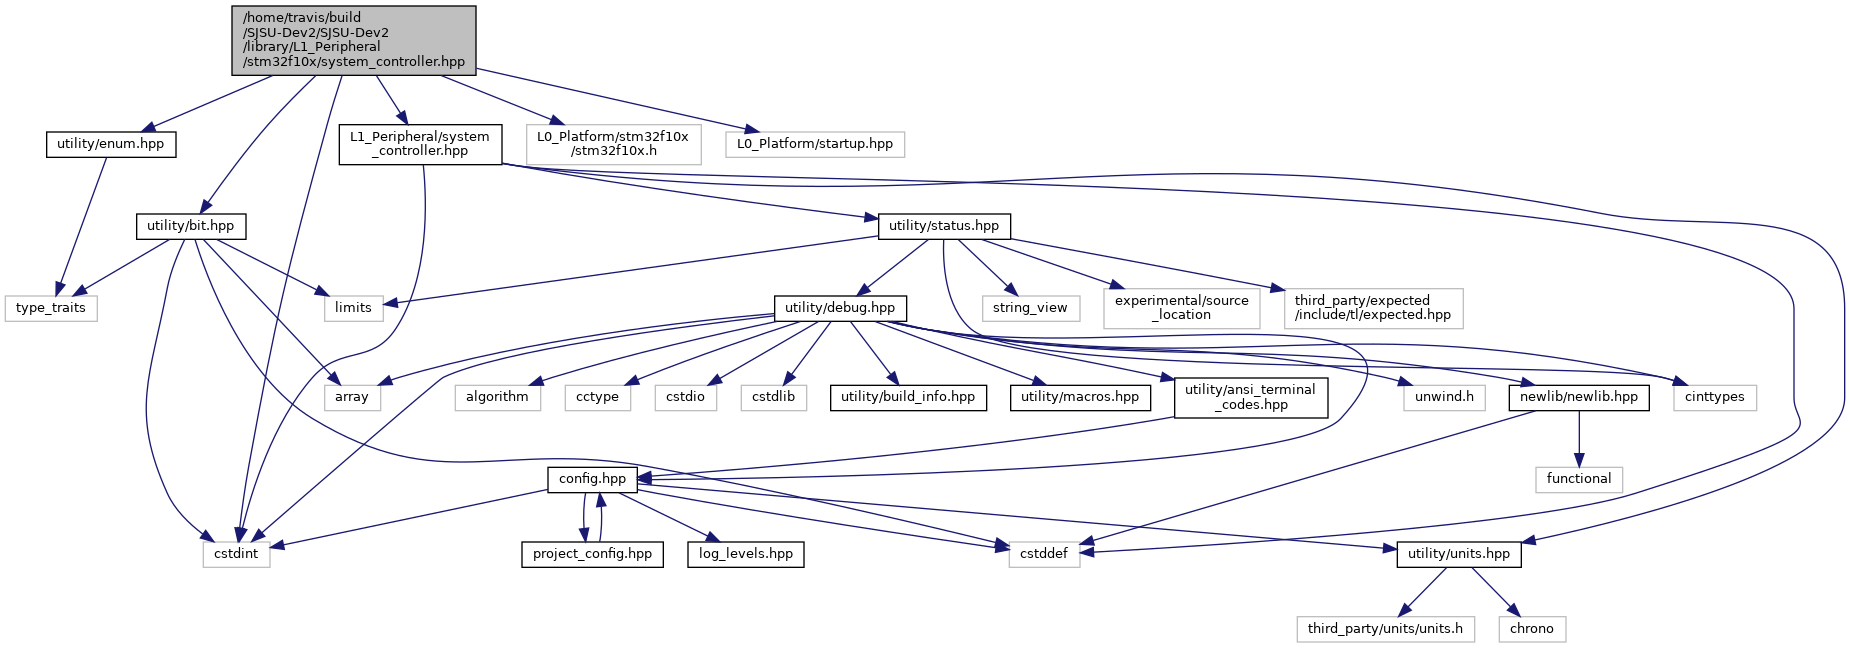 /home/travis/build
/SJSU-Dev2/SJSU-Dev2
/library/L1_Peripheral
/stm32f10x/system_controller.hpp
utility/enum.hpp
L1_Peripheral/system
_controller.hpp
L0_Platform/stm32f10x
/stm32f10x.h
L0_Platform/startup.hpp
utility/bit.hpp
utility/status.hpp
type_traits
limits
utility/debug.hpp
string_view
experimental/source
_location
third_party/expected
/include/tl/expected.hpp
array
algorithm
cctype
cstdio
cstdlib
utility/build_info.hpp
utility/macros.hpp
utility/ansi_terminal
_codes.hpp
unwind.h
newlib/newlib.hpp
cinttypes
config.hpp
functional
cstdint
project_config.hpp
log_levels.hpp
cstddef
utility/units.hpp
third_party/units/units.h
chrono